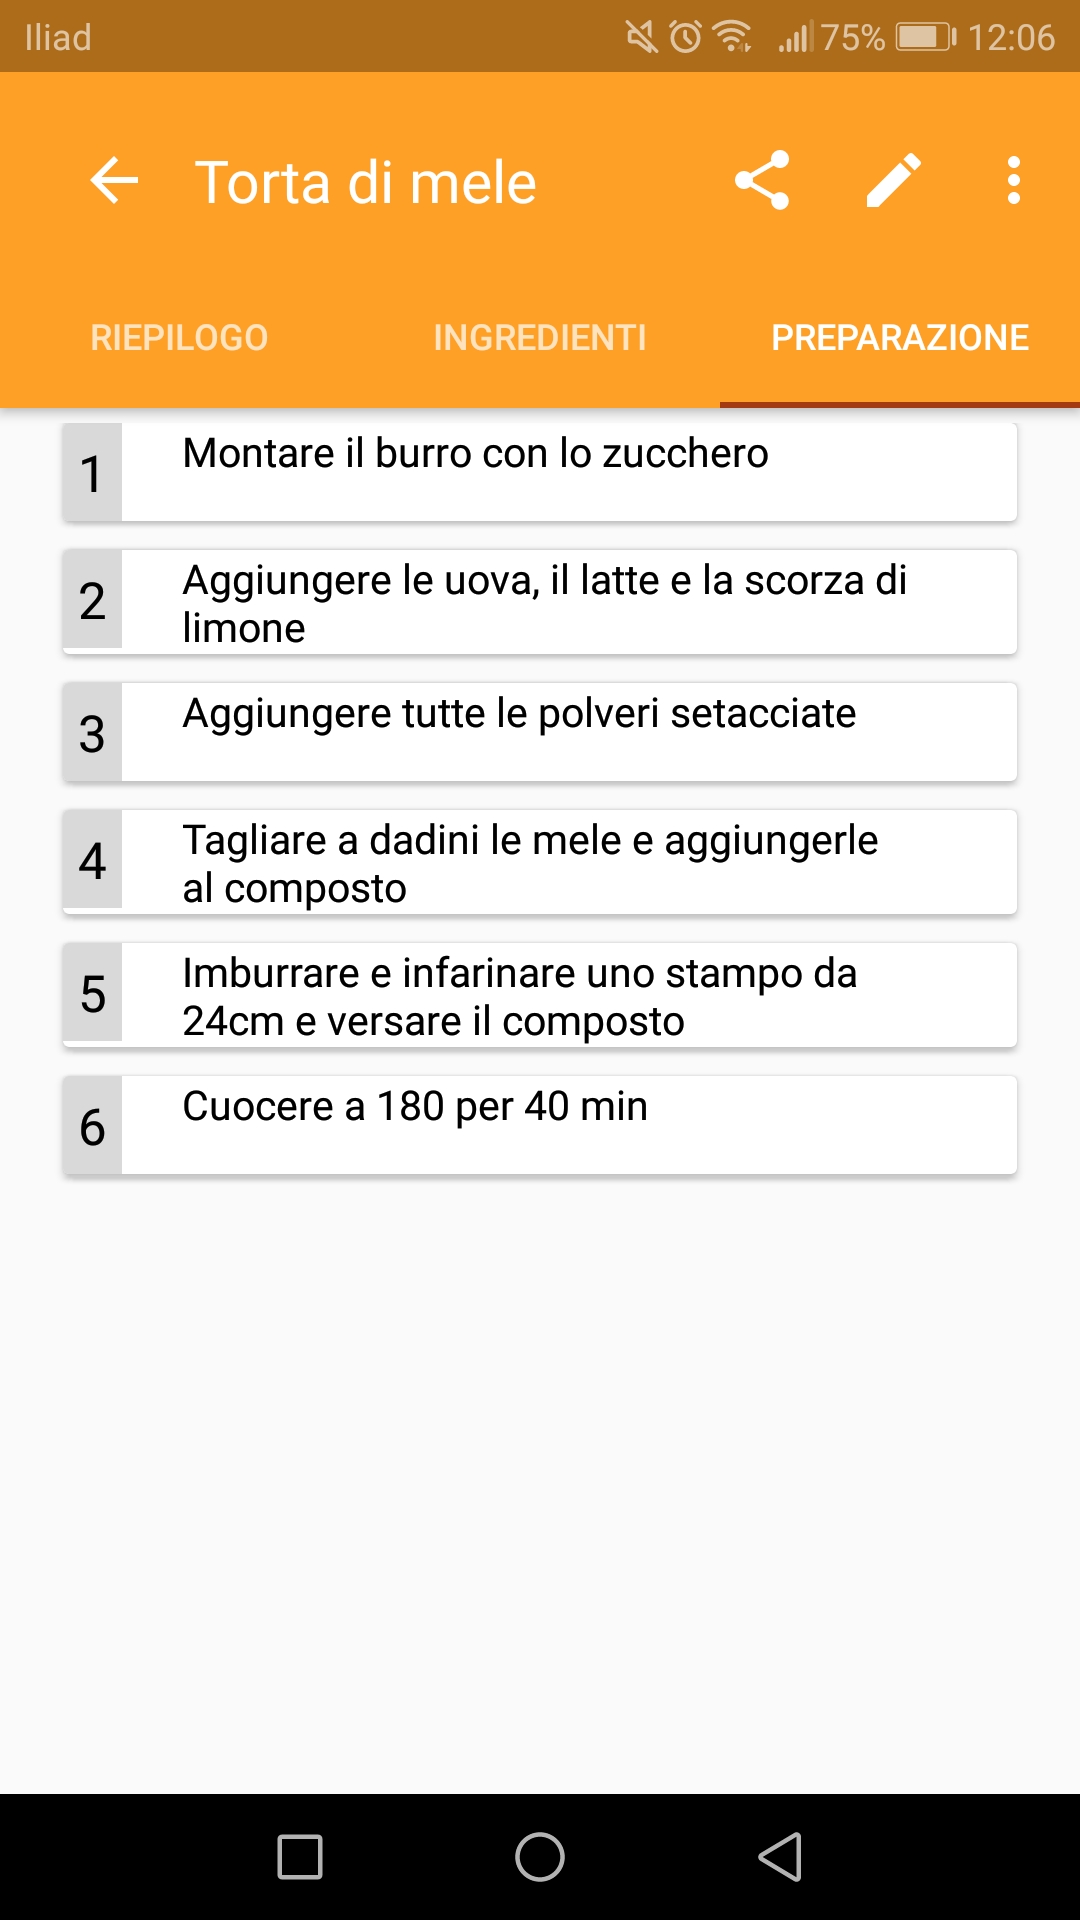 Iliad 75% 12:06
Torta di mele
RIEPILOGO INGREDIENTI PREPARAZIONE
1 Montare il burro con lo zucchero
2 Aggiungere le uova, il latte e la scorza di
limone
3 Aggiungere tutte le polveri setacciate
4 Tagliare a dadini le mele e aggiungerle
al composto
5 Imburrare e infarinare uno stampo da
24cm e versare il composto
6 Cuocere a 180 per 40 min